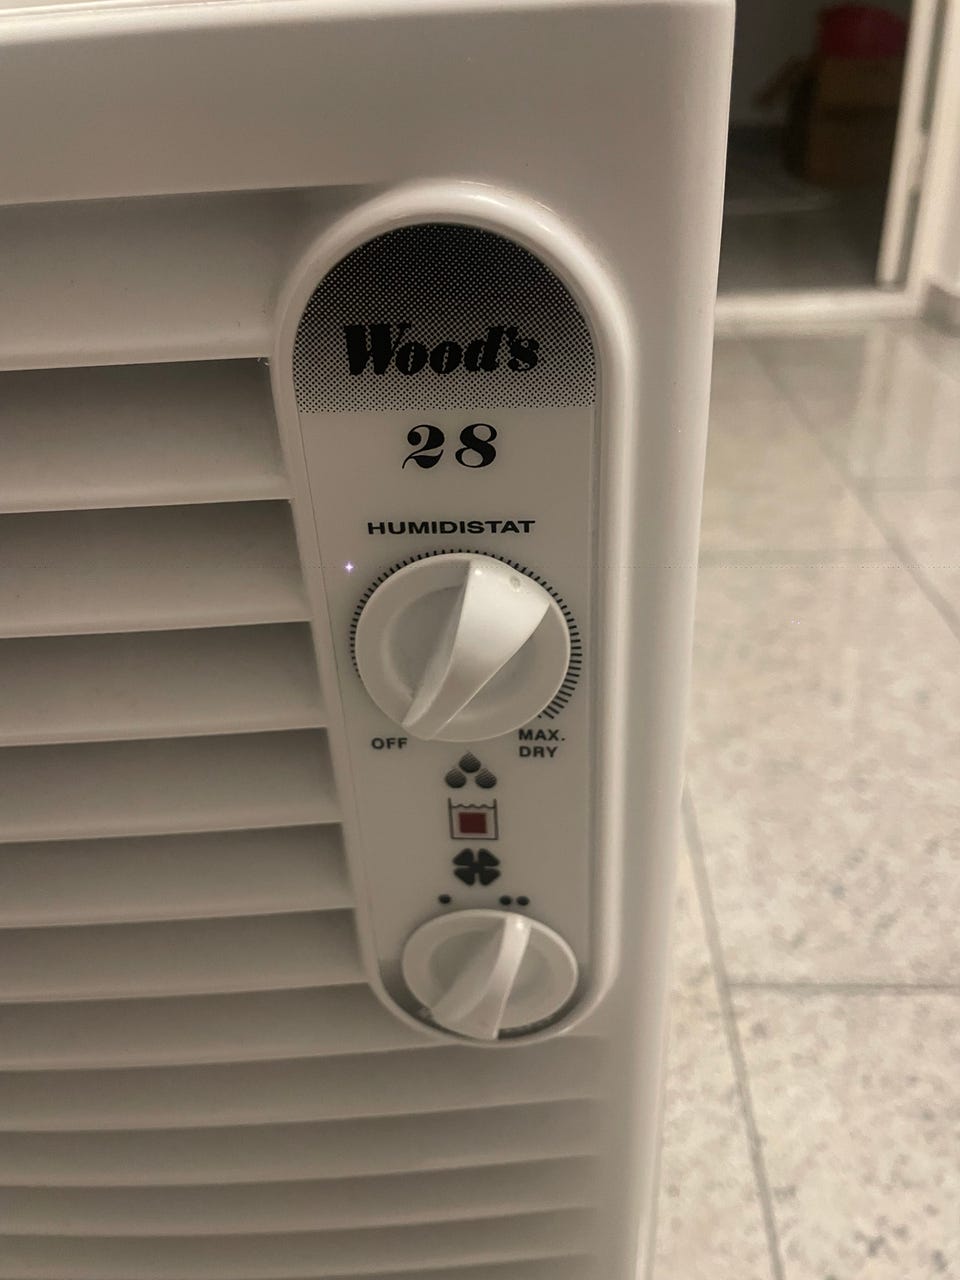 Wood's
28
HUMIDISTAT
OFF
MAX.
DRY